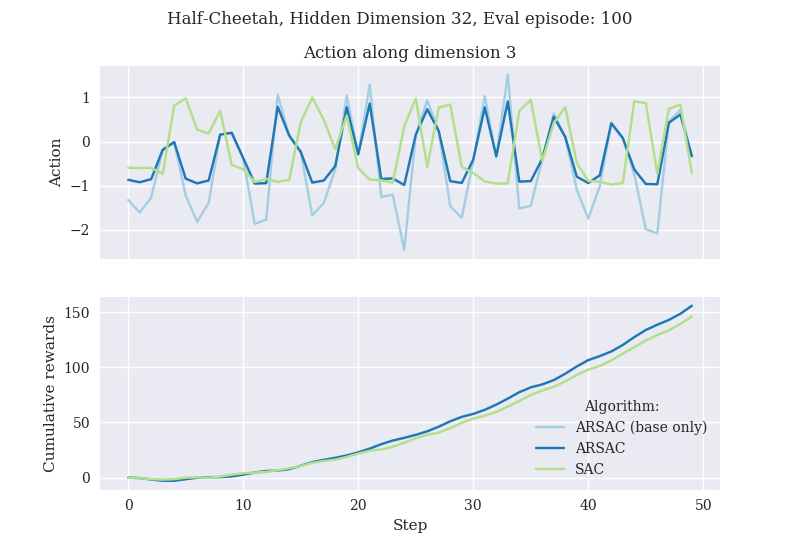 Half-Cheetah, Hidden Dimension 32, Eval episode: 100
Action along dimension 3
1
0
−1
−2
Action
150
100
50
0
Cumulative rewards
Algorithm:
ARSAC (base only)
ARSAC
SAC
0 10 20 30 40 50
Step